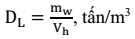 D_L = m_w/V_h, tấn/m³